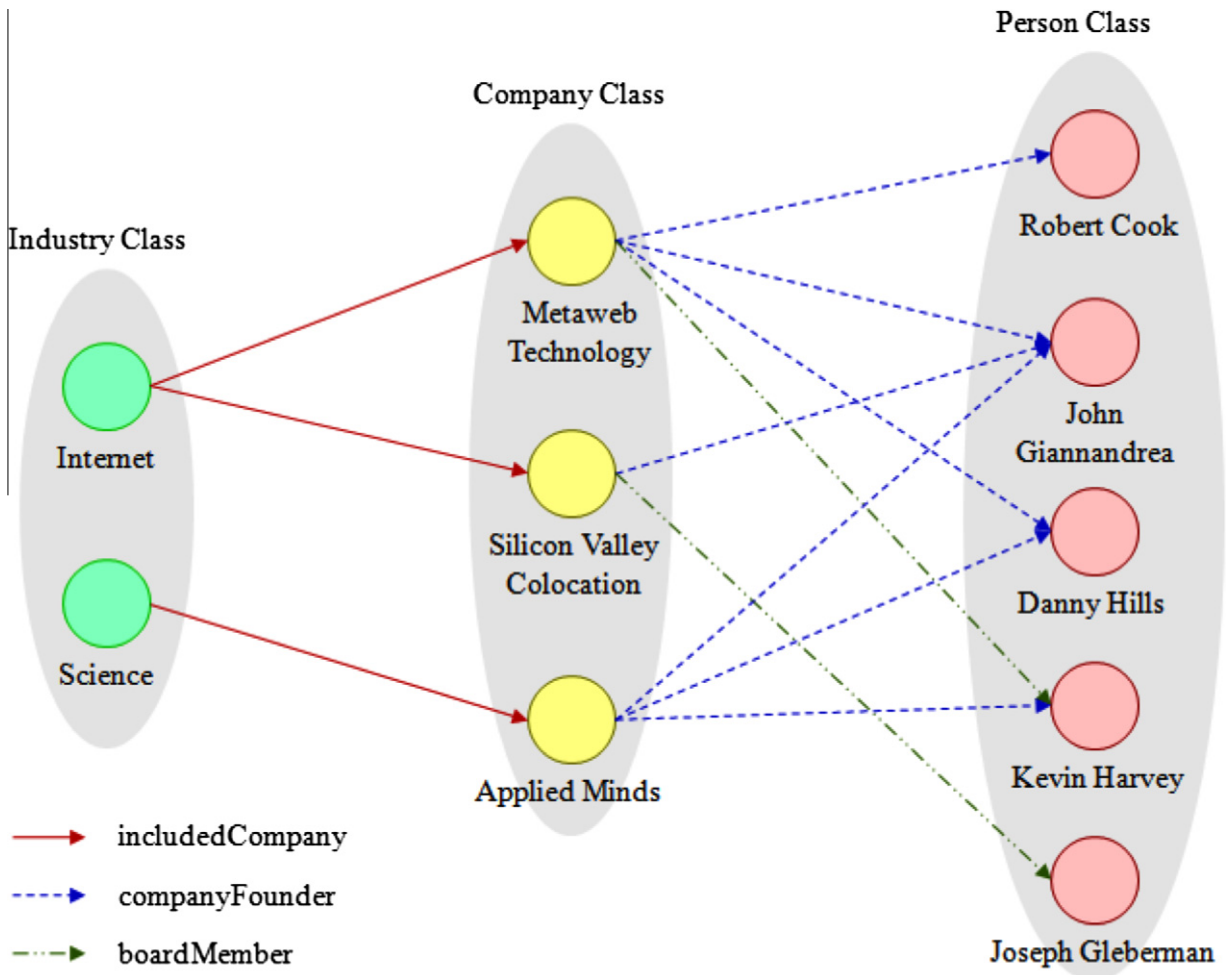 Person Class
Company Class
Industry Class
Robert Cook
Metaweb
Technology
John
Giannandrea
Internet
Silicon Valley
Colocation
Danny Hills
Science
Kevin Harvey
Applied Minds
includedCompany
companyFounder
boardMember
Joseph Gleberman